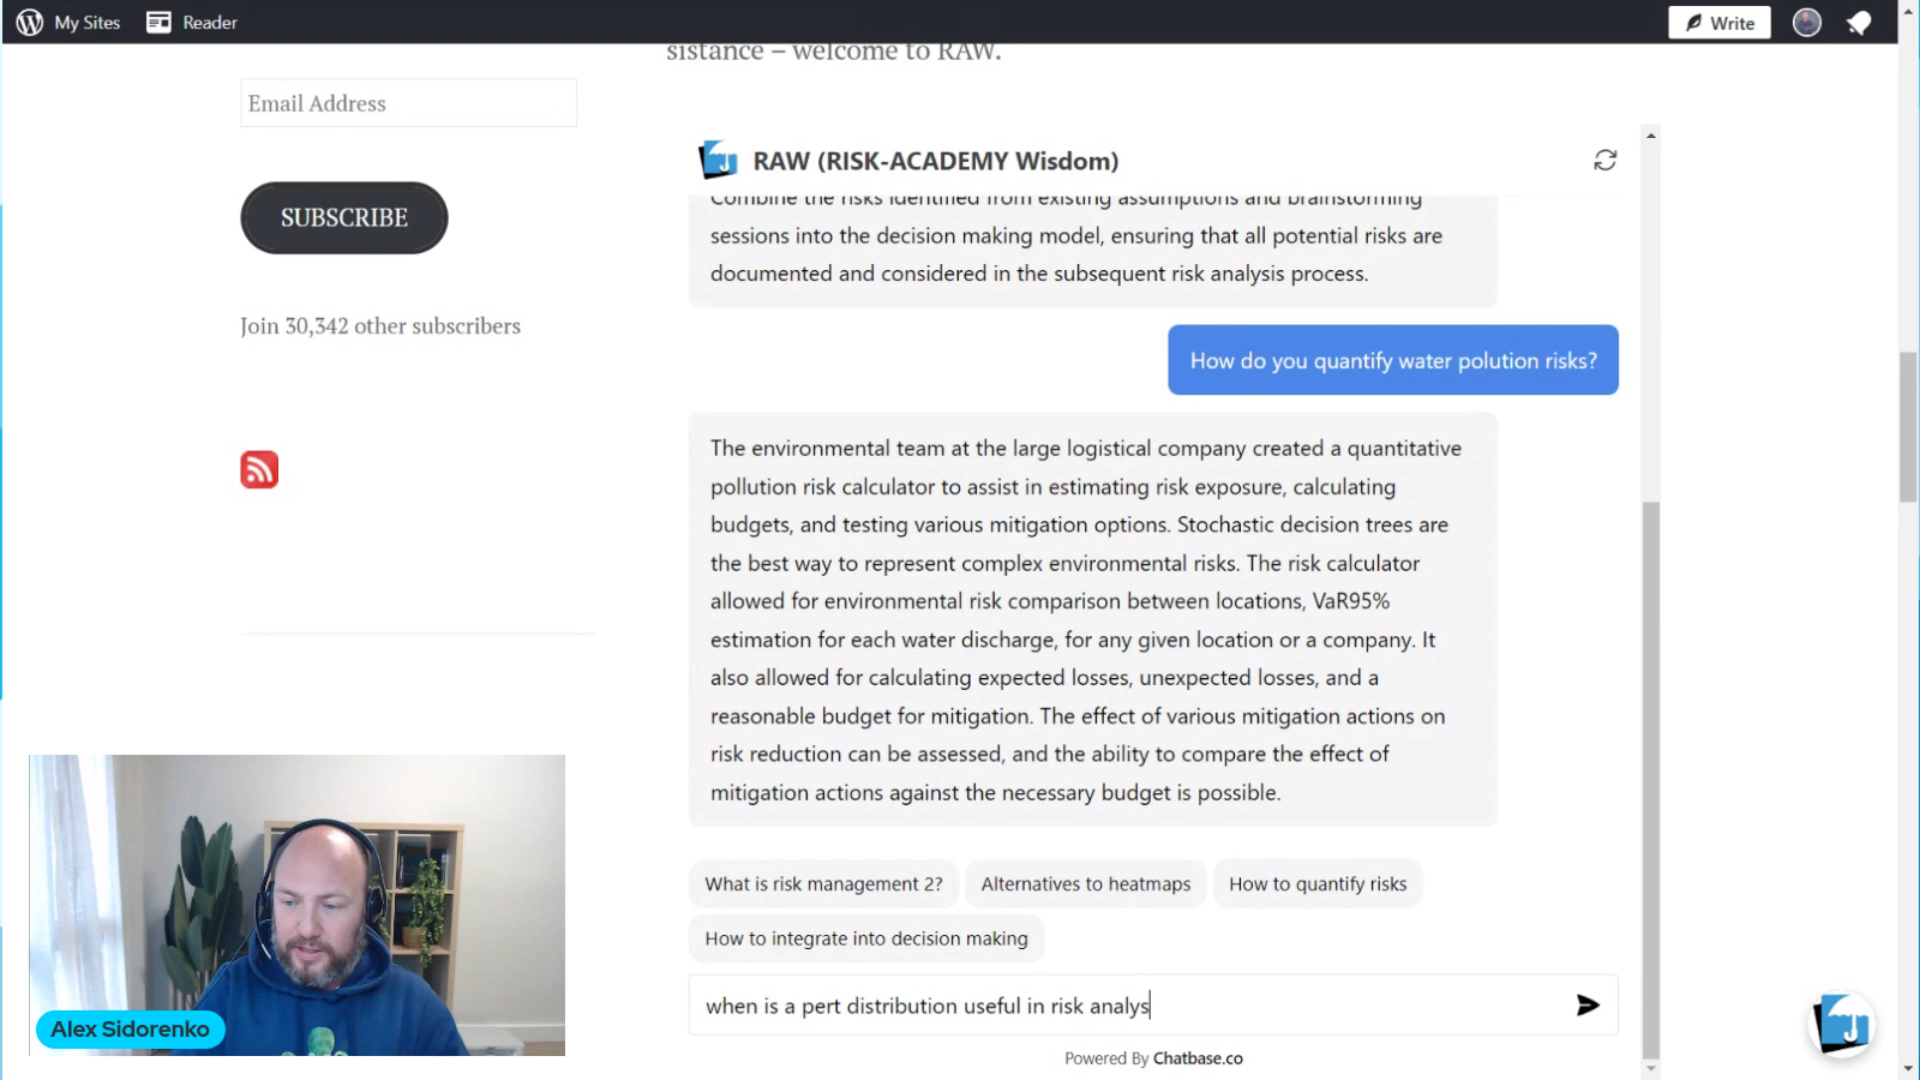 My Sites
Reader
Write
sistance – welcome to RAW.
Email Address
SUBSCRIBE
Join 30,342 other subscribers
RAW (RISK-ACADEMY Wisdom)
Combine the risks identified from existing assumptions and brainstorming
sessions into the decision making model, ensuring that all potential risks are
documented and considered in the subsequent risk analysis process.
How do you quantify water polution risks?
The environmental team at the large logistical company created a quantitative
pollution risk calculator to assist in estimating risk exposure, calculating
budgets, and testing various mitigation options. Stochastic decision trees are
the best way to represent complex environmental risks. The risk calculator
allowed for environmental risk comparison between locations, VaR95%
estimation for each water discharge, for any given location or a company. It
also allowed for calculating expected losses, unexpected losses, and a
reasonable budget for mitigation. The effect of various mitigation actions on
risk reduction can be assessed, and the ability to compare the effect of
mitigation actions against the necessary budget is possible.
What is risk management 2?
Alternatives to heatmaps
How to quantify risks
How to integrate into decision making
when is a pert distribution useful in risk analys
Powered By Chatbase.co
Alex Sidorenko